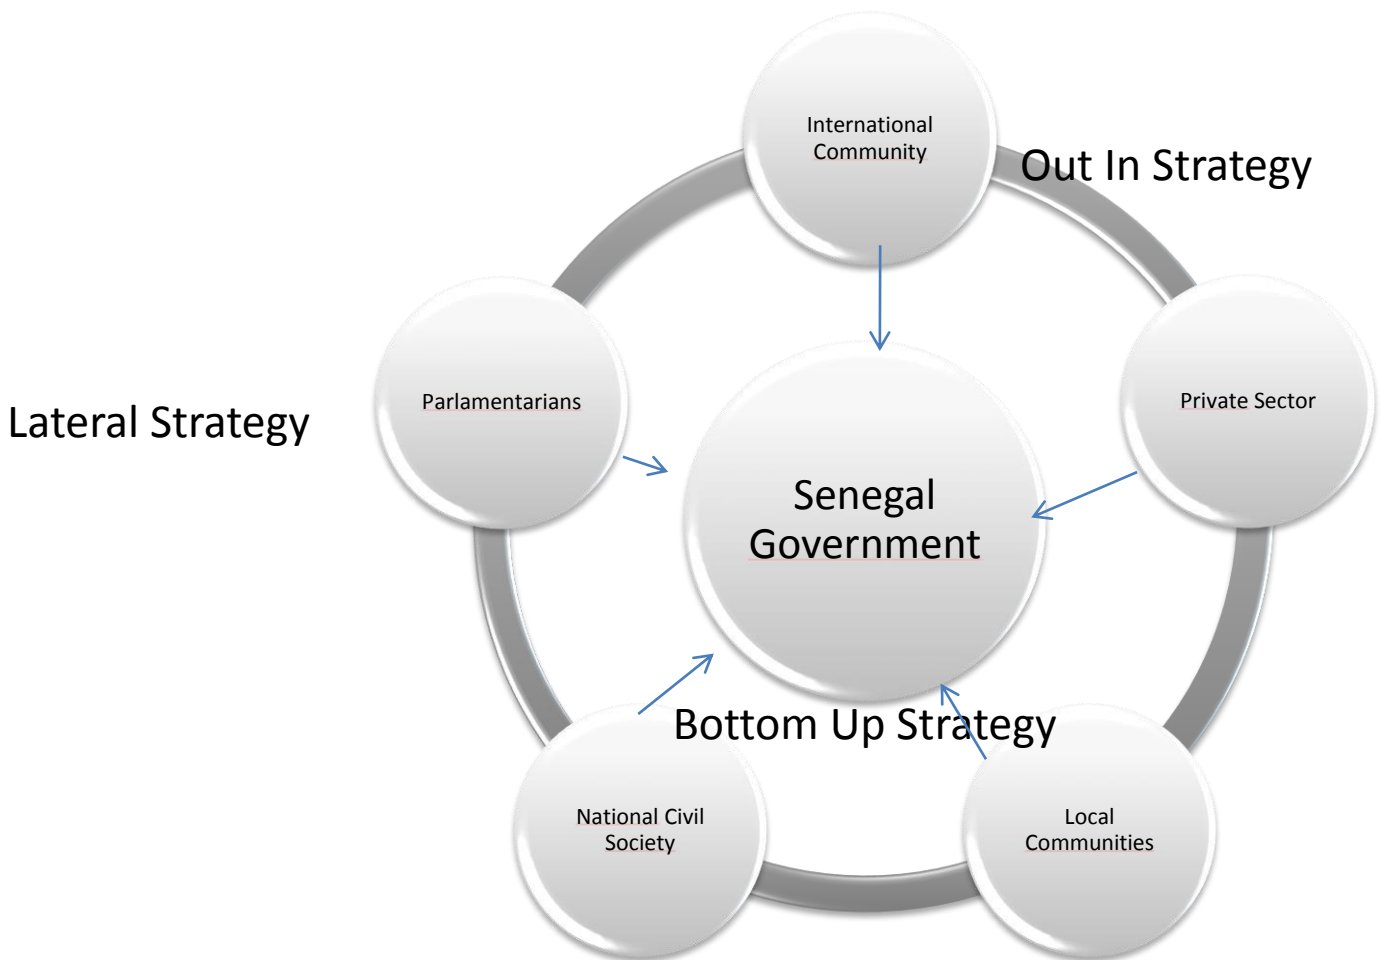 International
Community
Out In Strategy
Parlamentarians
Private Sector
Lateral Strategy
Senegal
Government
Bottom Up Strategy
National Civil
Society
Local
Communities